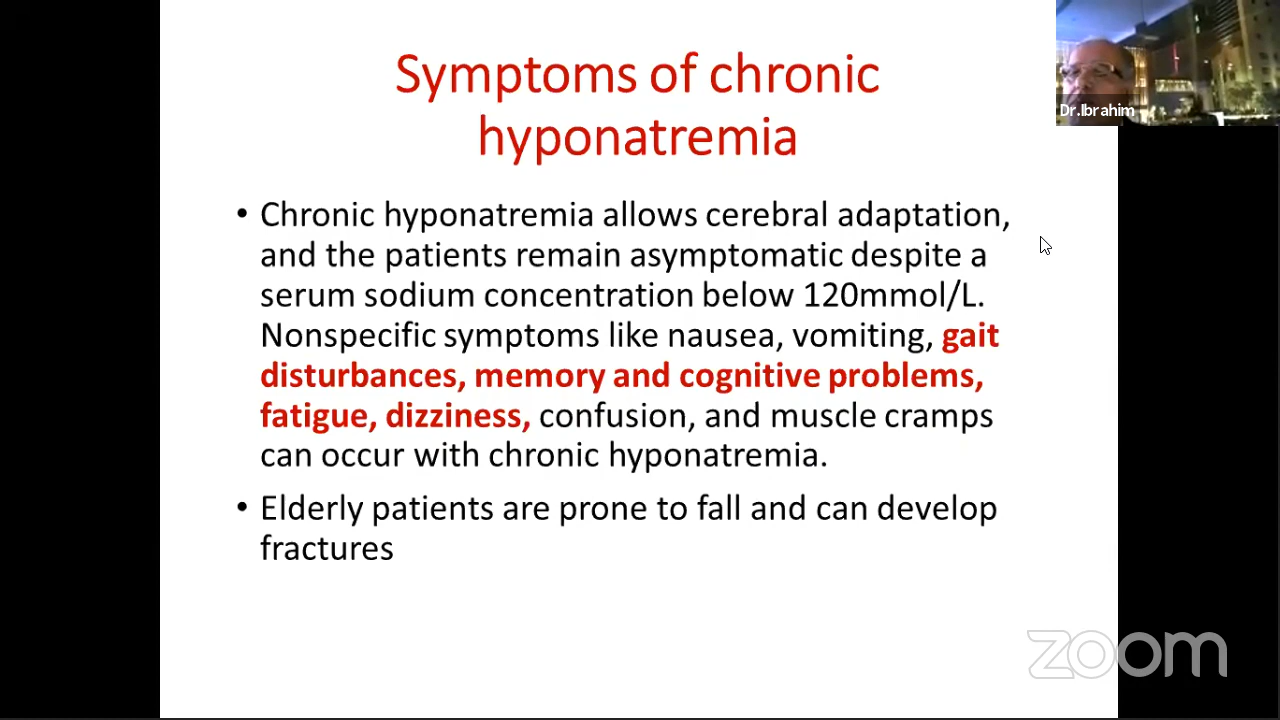 Symptoms of chronic
hyponatremia
• Chronic hyponatremia allows cerebral adaptation,
and the patients remain asymptomatic despite a
serum sodium concentration below 120mmol/L.
Nonspecific symptoms like nausea, vomiting, gait
disturbances, memory and cognitive problems,
fatigue, dizziness, confusion, and muscle cramps
can occur with chronic hyponatremia.
• Elderly patients are prone to fall and can develop
fractures
Dr.Ibrahim
zoom